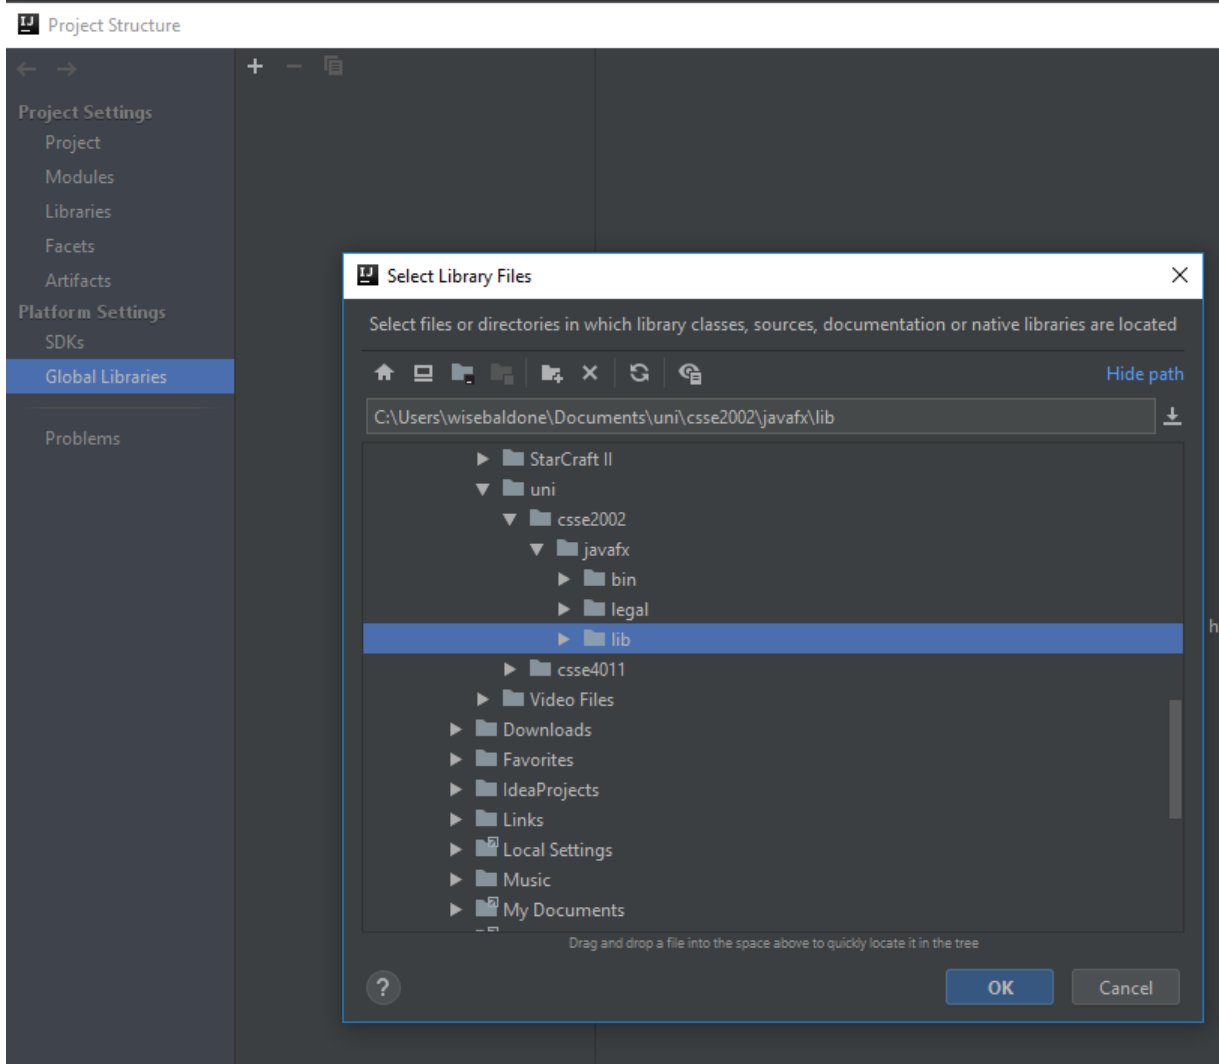 Project Structure
Project Settings
Project
Modules
Libraries
Facets
Artifacts
Platform Settings
SDKs
Global Libraries
Problems
Select Library Files
Select files or directories in which library classes, sources, documentation or native libraries are located
Hide path
C:\Users\wisebaldone\Documents\uni\csse2002\javafx\lib
StarCraft II
uni
csse2002
javafx
bin
legal
lib
csse4011
Video Files
Downloads
Favorites
IdeaProjects
Links
Local Settings
Music
My Documents
Drag and drop a file into the space above to quickly locate it in the tree
?
OK
Cancel
h